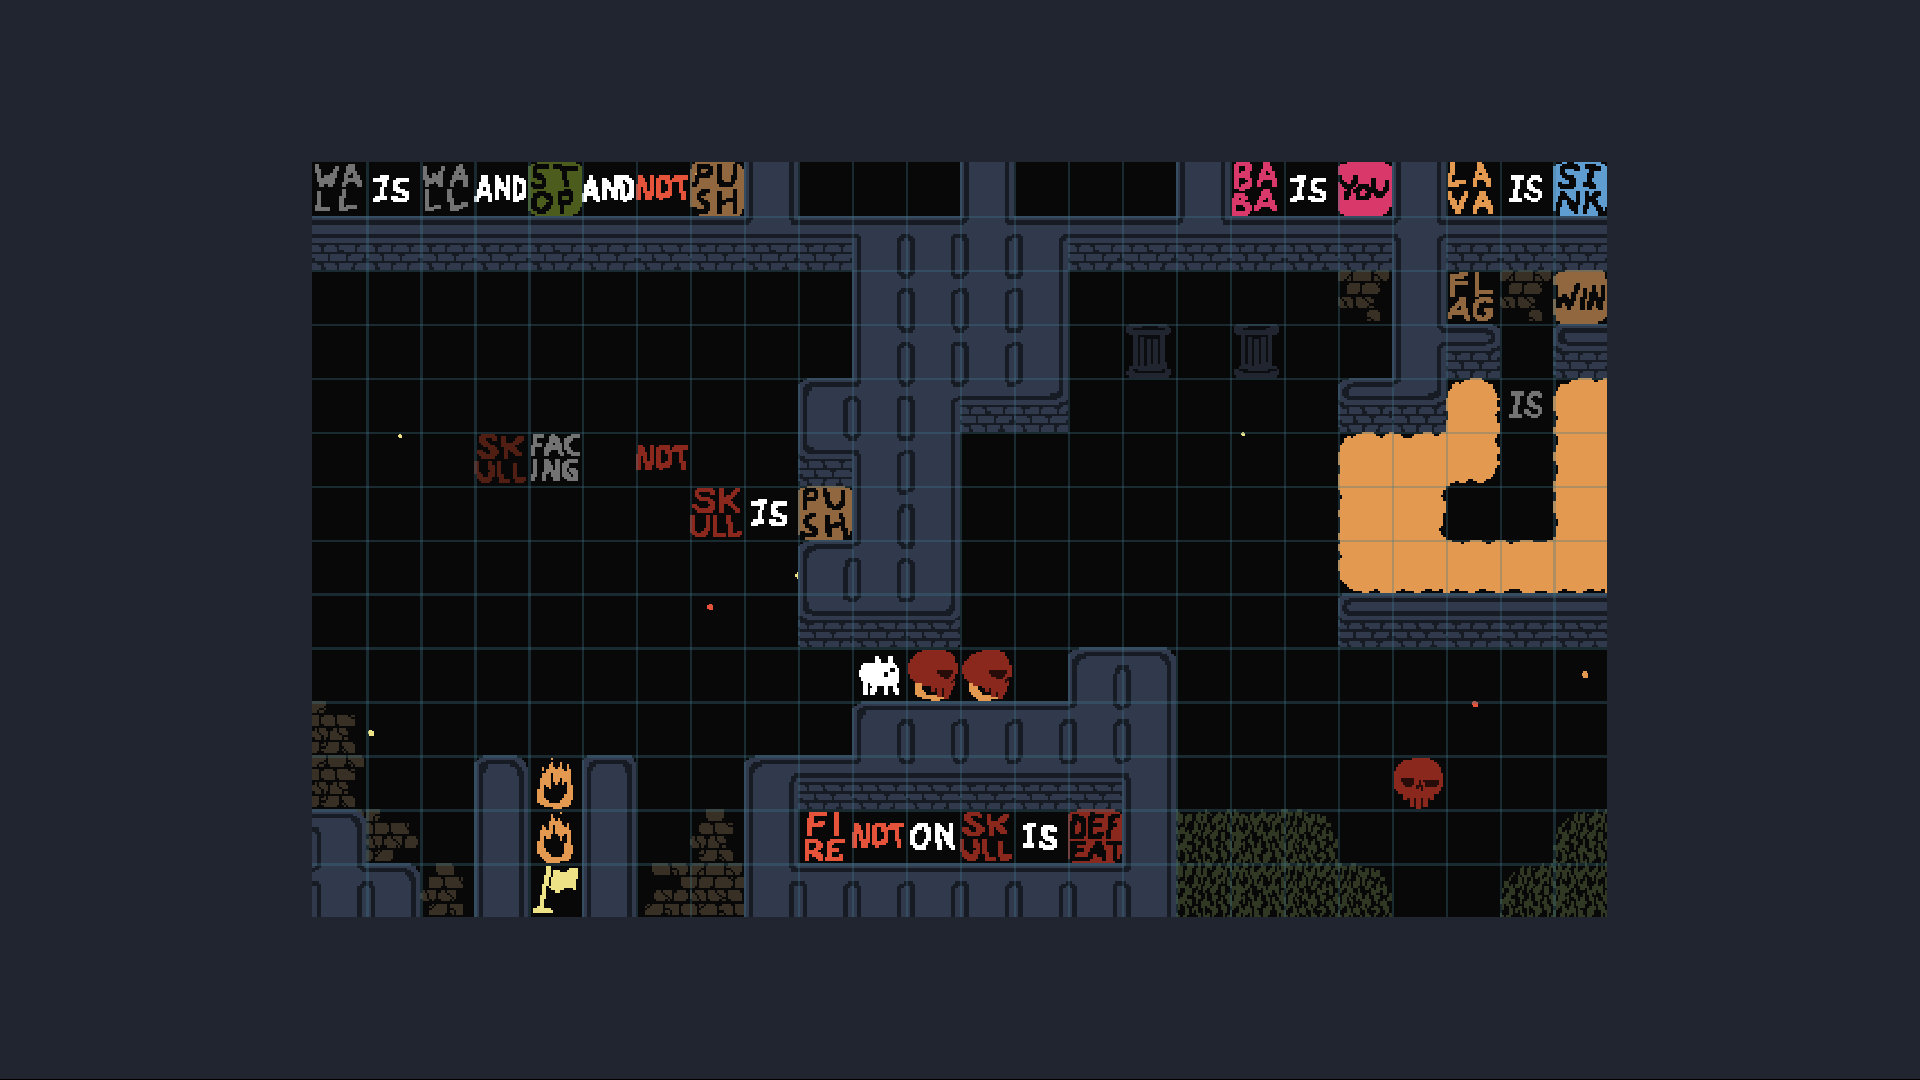 WALL IS WALL AND STOP AND NOT PUSH
BABA IS YOU
LAVA IS SINK
FLAG WIN
IS
SKULL FACING NOT
SKULL IS PUSH
FIRE NOT ON SKULL IS DEFEAT